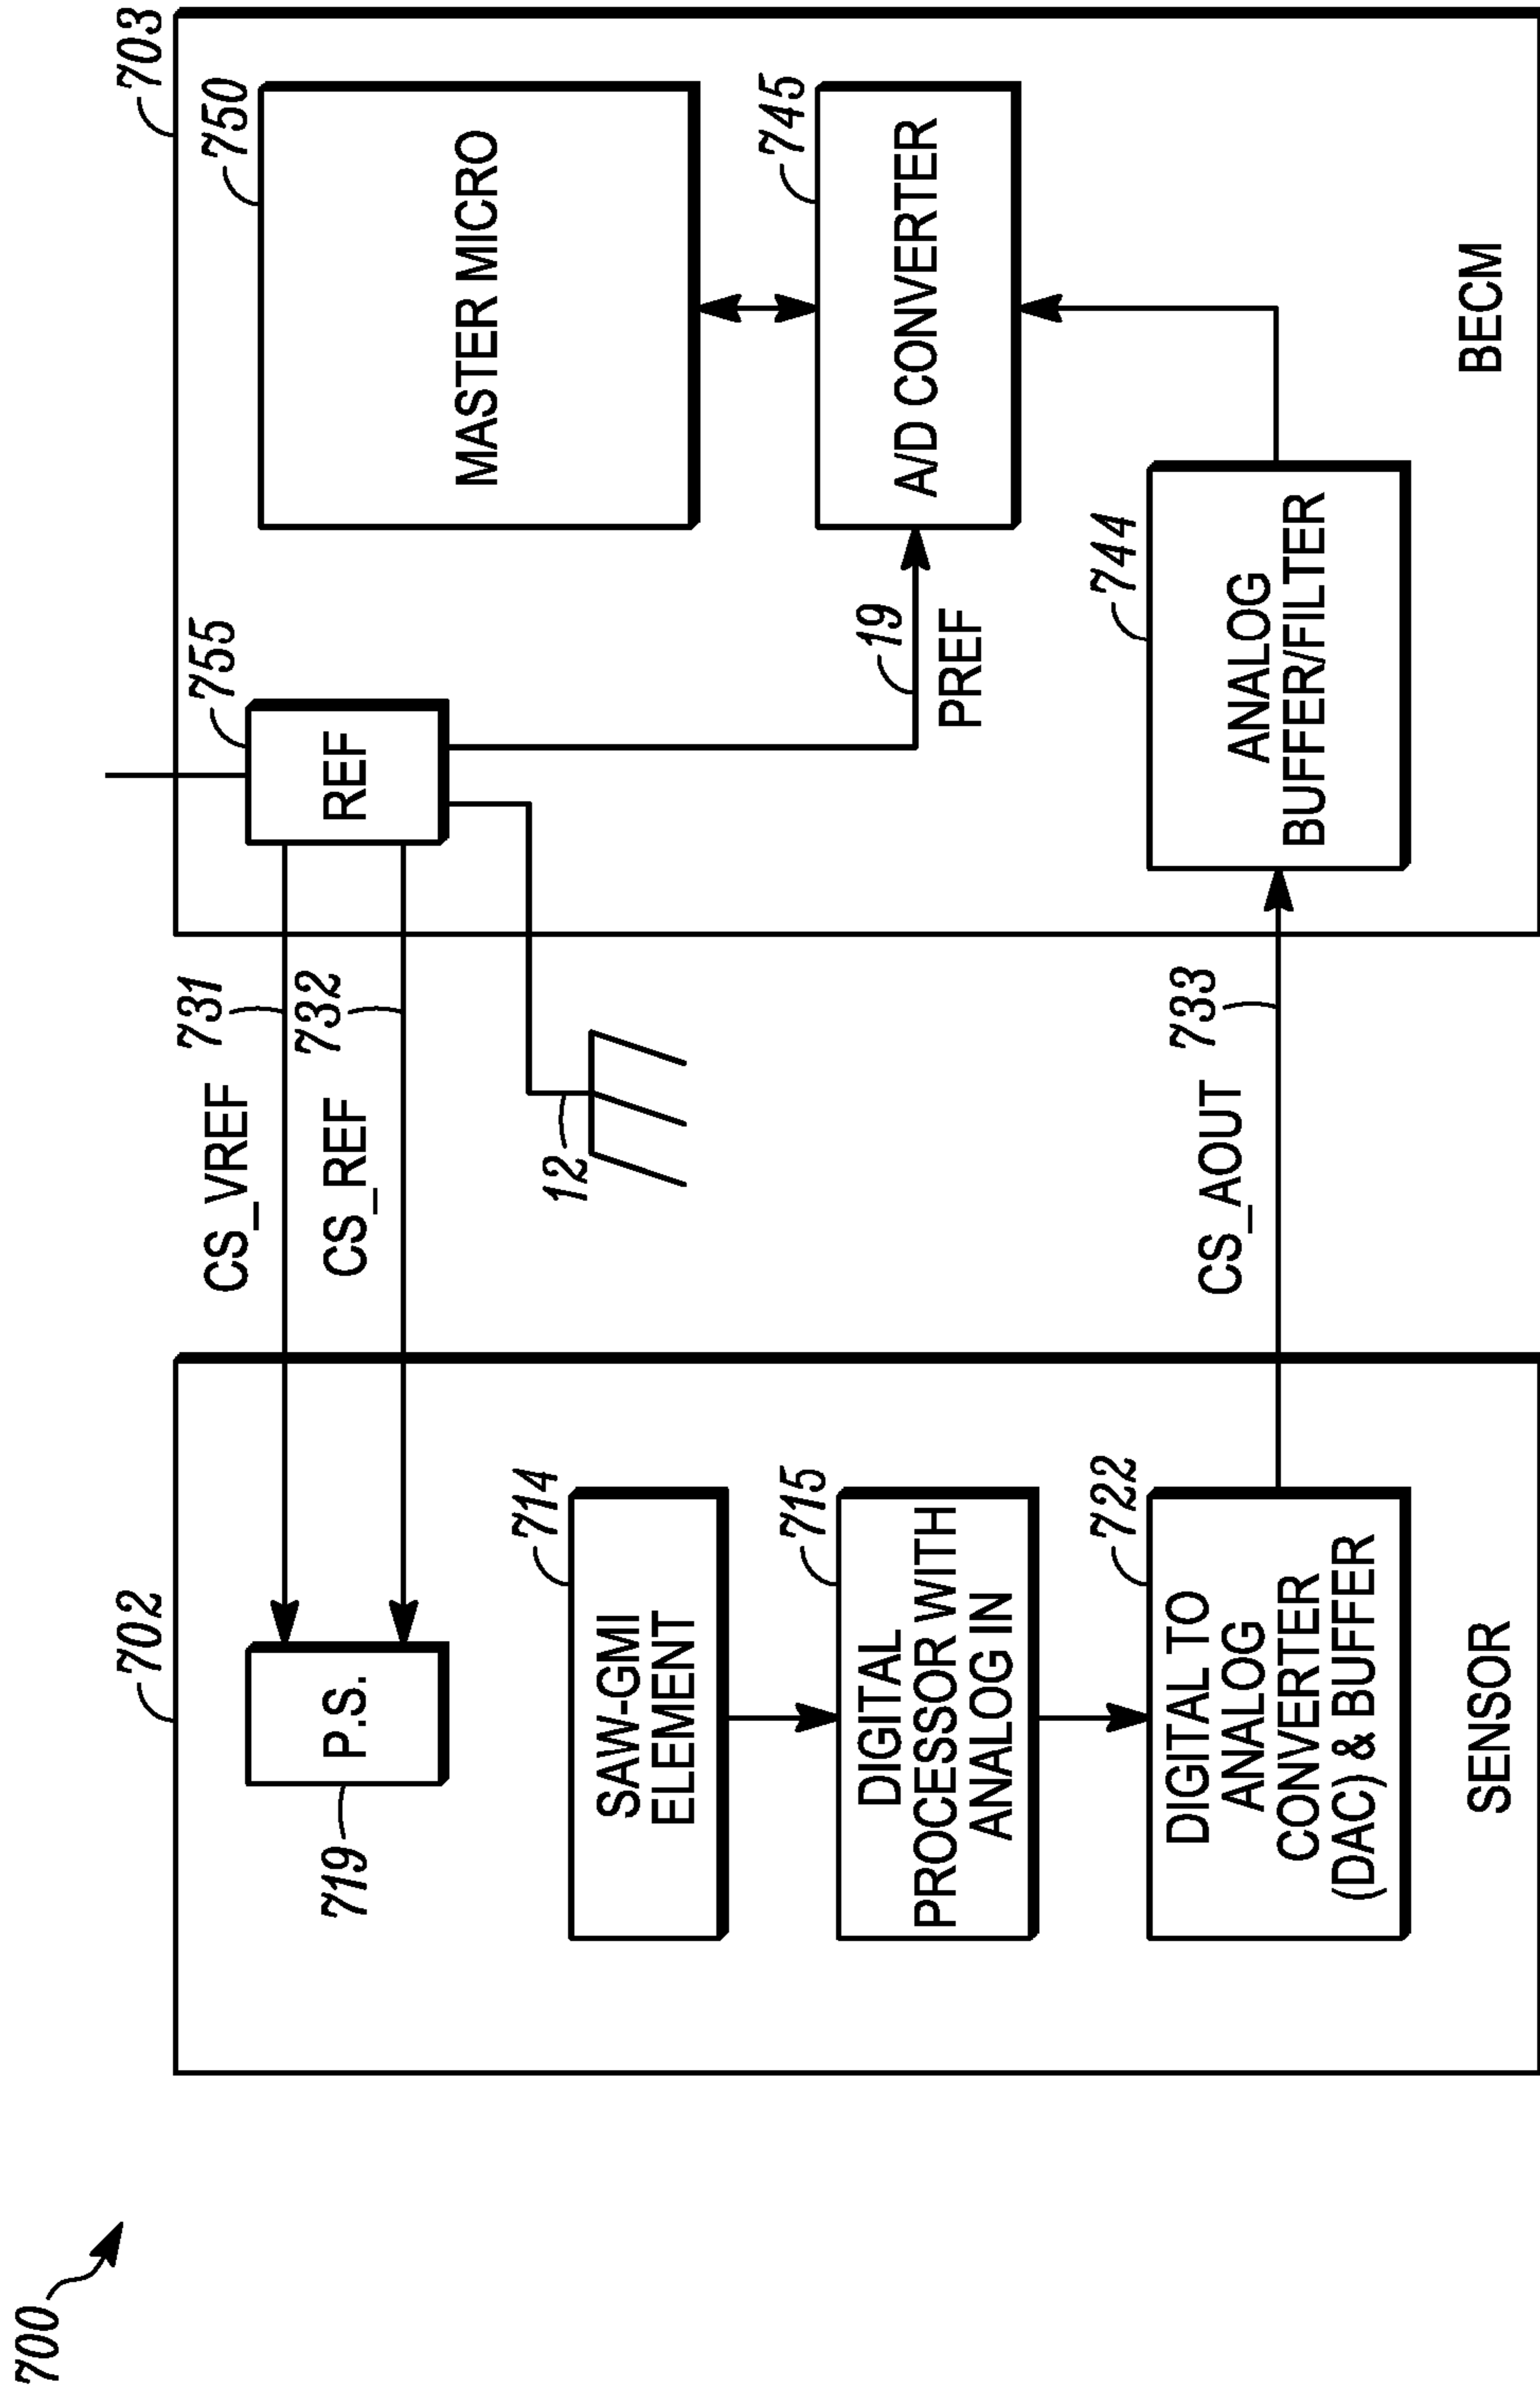 700
702
703
P.S.
719
CS_VREF
731
CS_REF
732
REF
755
MASTER MICRO
750
12
19
PREF
SAW-GMI
ELEMENT
714
DIGITAL
PROCESSOR WITH
ANALOG IN
715
A/D CONVERTER
745
DIGITAL TO
ANALOG
CONVERTER
(DAC) & BUFFER
722
CS_AOUT
733
ANALOG
BUFFER/FILTER
744
SENSOR
BECM